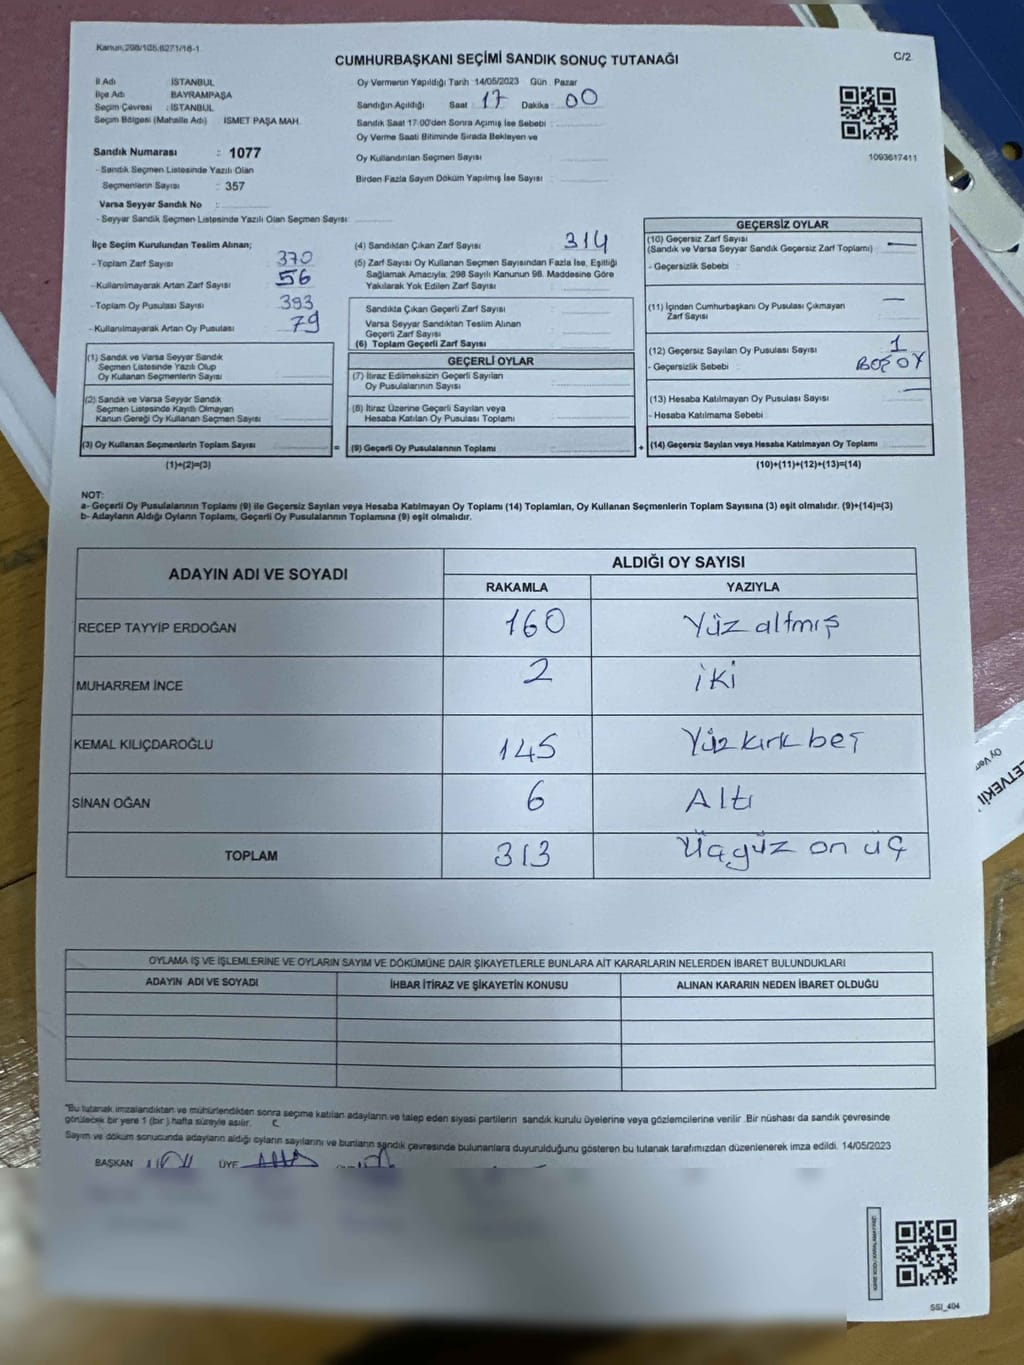 Kanun.298/105.6271/16-1
CUMHURBAŞKANI SEÇİMİ SANDIK SONUÇ TUTANAĞI
C/2
İl Adı : İSTANBUL
İlçe Adı : BAYRAMPAŞA
Seçim Çevresi : İSTANBUL
Seçim Bölgesi (Mahalle Adı) : İSMET PAŞA MAH.
Sandık Numarası : 1077
- Sandık Seçmen Listesinde Yazılı Olan
Seçmenlerin Sayısı : 357
Varsa Seyyar Sandık No :
- Seyyar Sandık Seçmen Listesinde Yazılı Olan Seçmen Sayısı:
Oy Vermenin Yapıldığı Tarih :14/05/2023 Gün : Pazar
Sandığın Açıldığı Saat : 17 Dakika : 00
Sandık Saat 17:00'den Sonra Açımış İse Sebebi :
Oy Verme Saati Bitiminde Sırada Bekleyen ve
Oy Kullandırılan Seçmen Sayısı :
Birden Fazla Sayım Döküm Yapılmış İse Sayısı :
1093617411
İlçe Seçim Kurulundan Teslim Alınan;
- Toplam Zarf Sayısı : 370
- Kullanılmayarak Artan Zarf Sayısı : 56
- Toplam Oy Pusulası Sayısı : 393
- Kullanılmayarak Artan Oy Pusulası : 79
(1) Sandık ve Varsa Seyyar Sandık
Seçmen Listesinde Yazılı Olup
Oy Kullanan Seçmenlerin Sayısı
(2) Sandık ve Varsa Seyyar Sandık
Seçmen Listesinde Kayıtlı Olmayan
Kanun Gereği Oy Kullanan Seçmen Sayısı
(3) Oy Kullanan Seçmenlerin Toplam Sayısı
(1)+(2)=(3)
(4) Sandıktan Çıkan Zarf Sayısı : 314
(5) Zarf Sayısı Oy Kullanan Seçmen Sayısından Fazla İse, Eşitliği
Sağlamak Amacıyla, 298 Sayılı Kanunun 98. Maddesine Göre
Yakılarak Yok Edilen Zarf Sayısı :
Sandıkta Çıkan Geçerli Zarf Sayısı
Varsa Seyyar Sandıktan Teslim Alınan
Geçerli Zarf Sayısı
(6) Toplam Geçerli Zarf Sayısı
GEÇERLİ OYLAR
(7) İtiraz Edilmeksizin Geçerli Sayılan
Oy Pusulalarının Sayısı
(8) İtiraz Üzerine Geçerli Sayılan veya
Hesaba Katılan Oy Pusulası Toplamı
= (9) Geçerli Oy Pusulalarının Toplamı
GEÇERSİZ OYLAR
(10) Geçersiz Zarf Sayısı
(Sandık ve Varsa Seyyar Sandık Geçersiz Zarf Toplamı) : —
- Geçersizlik Sebebi :
(11) İçinden Cumhurbaşkanı Oy Pusulası Çıkmayan
Zarf Sayısı : —
(12) Geçersiz Sayılan Oy Pusulası Sayısı : 1
- Geçersizlik Sebebi : BOŞ OY
(13) Hesaba Katılmayan Oy Pusulası Sayısı : —
- Hesaba Katılmama Sebebi :
+ (14) Geçersiz Sayılan veya Hesaba Katılmayan Oy Toplamı
(10)+(11)+(12)+(13)=(14)
NOT:
a- Geçerli Oy Pusulalarının Toplamı (9) ile Geçersiz Sayılan veya Hesaba Katılmayan Oy Toplamı (14) Toplamları, Oy Kullanan Seçmenlerin Toplam Sayısına (3) eşit olmalıdır. (9)+(14)=(3)
b- Adayların Aldığı Oyların Toplamı, Geçerli Oy Pusulalarının Toplamına (9) eşit olmalıdır.
ADAYIN ADI VE SOYADI
ALDIĞI OY SAYISI
RAKAMLA YAZIYLA
RECEP TAYYİP ERDOĞAN 160 Yüz altmış
MUHARREM İNCE 2 iki
KEMAL KILIÇDAROĞLU 145 Yüz kırk beş
SİNAN OĞAN 6 Altı
TOPLAM 313 Üçyüz on üç
OYLAMA İŞ VE İŞLEMLERİNE VE OYLARIN SAYIM VE DÖKÜMÜNE DAİR ŞİKAYETLERLE BUNLARA AİT KARARLARIN NELERDEN İBARET BULUNDUKLARI
ADAYIN ADI VE SOYADI İHBAR İTİRAZ VE ŞİKAYETİN KONUSU ALINAN KARARIN NEDEN İBARET OLDUĞU
"Bu tutanak imzalandıktan ve mühürlendikten sonra seçime katılan adayların ve talep eden siyasi partilerin sandık kurulu üyelerine veya gözlemcilerine verilir. Bir nüshası da sandık çevresinde
görülecek bir yere 1 (bir ) hafta süreyle asılır.
Sayım ve döküm sonucunda adayların aldığı oyların sayılarını ve bunların sandık çevresinde bulunanlara duyurulduğunu gösteren bu tutanak tarafımızdan düzenlenerek imza edildi. 14/05/2023
BAŞKAN ÜYE
SSI_404
Oy Ver
LETVEKİL